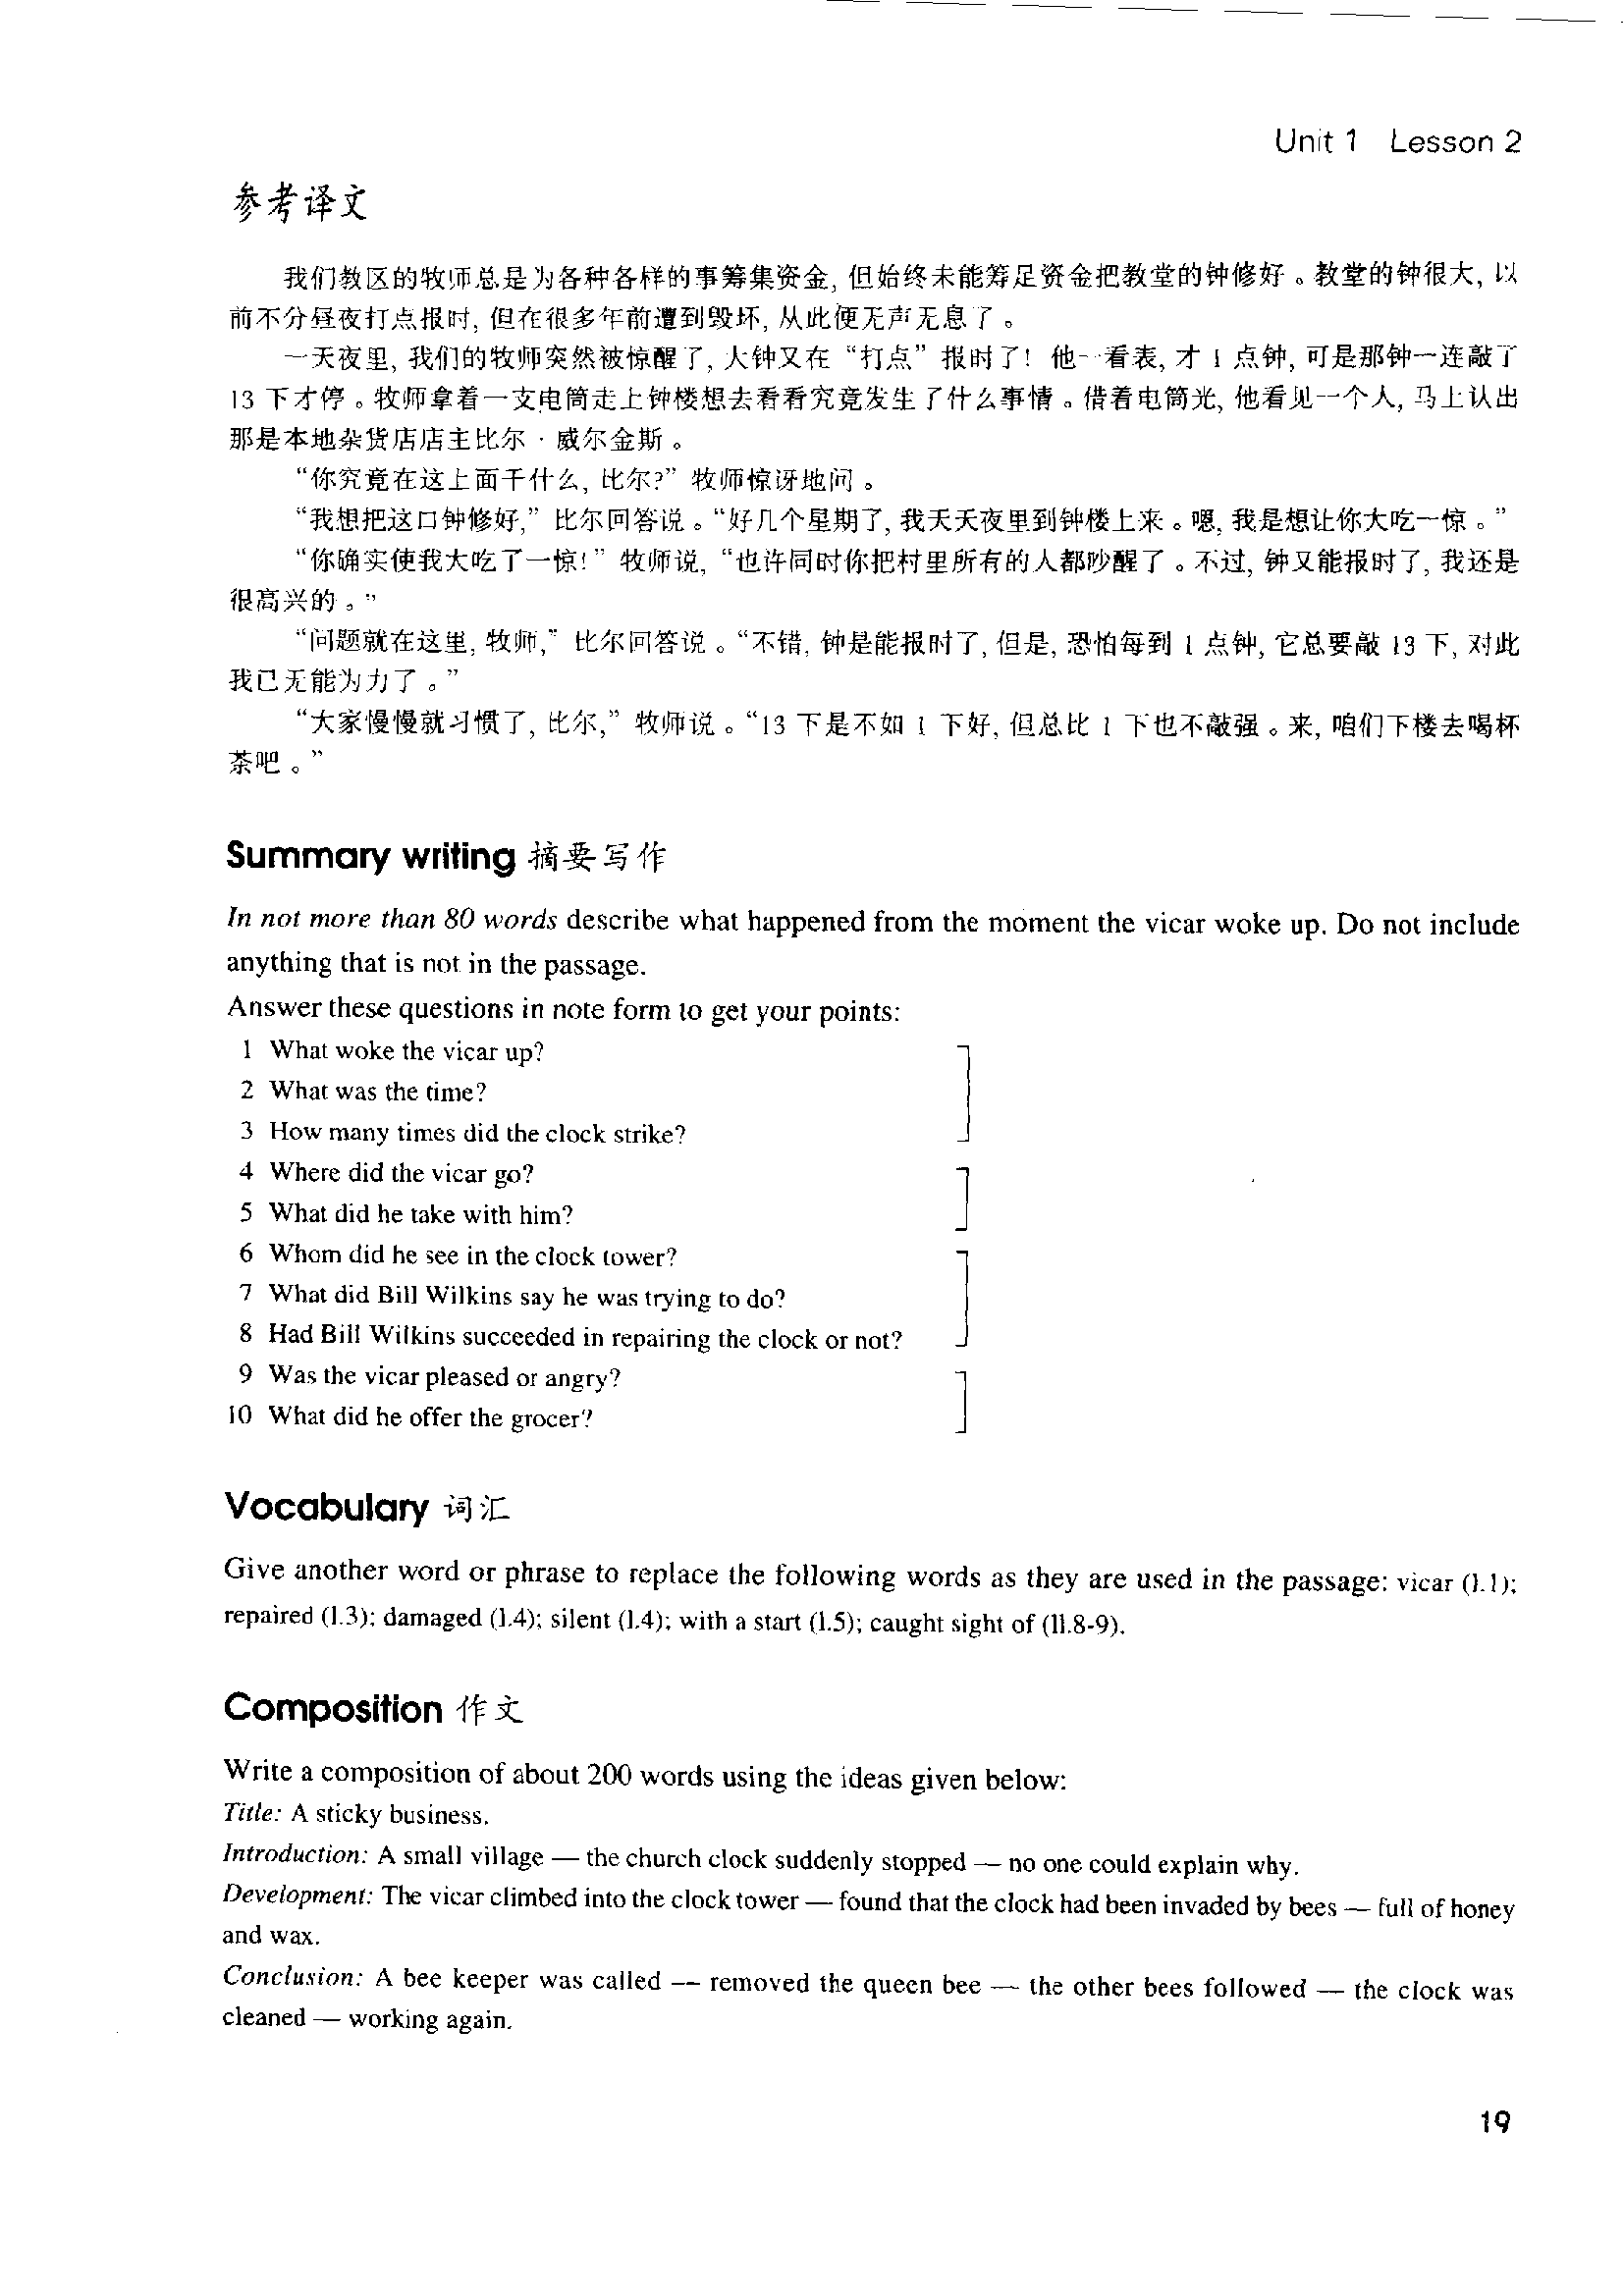 Unit 1 Lesson 2
参考译文
我们教区的牧师总是为各种各样的事筹集资金, 但始终未能筹足资金把教堂的钟修好。教堂的钟很大, 以
前不分昼夜打点报时, 但在很多年前遭到毁坏, 从此便无声无息了。
一天夜里, 我们的牧师突然被惊醒了, 大钟又在 “打点” 报时了! 他一看表, 才 1 点钟, 可是那钟一连敲了
13 下才停。牧师拿着一支电筒走上钟楼想去看看究竟发生了什么事情。借着电筒光, 他看见一个人, 马上认出
那是本地杂货店店主比尔·威尔金斯。
“你究竟在这上面干什么, 比尔?” 牧师惊讶地问。
“我想把这口钟修好,” 比尔回答说。“好几个星期了, 我天天夜里到钟楼上来。嗯, 我是想让你大吃一惊。”
“你确实使我大吃了一惊!” 牧师说, “也许同时你把村里所有的人都吵醒了。不过, 钟又能报时了, 我还是
很高兴的。”
“问题就在这里, 牧师,” 比尔回答说。“不错, 钟是能报时了, 但是, 恐怕每到 1 点钟, 它总要敲 13 下, 对此
我已无能为力了。”
“大家慢慢就习惯了, 比尔,” 牧师说。“13 下是不如 1 下好, 但总比 1 下也不敲强。来, 咱们下楼去喝杯
茶吧。”
Summary writing 摘要写作
In not more than 80 words describe what happened from the moment the vicar woke up. Do not include
anything that is not in the passage.
Answer these questions in note form to get your points:
1 What woke the vicar up?
2 What was the time?
3 How many times did the clock strike?
4 Where did the vicar go?
5 What did he take with him?
6 Whom did he see in the clock tower?
7 What did Bill Wilkins say he was trying to do?
8 Had Bill Wilkins succeeded in repairing the clock or not?
9 Was the vicar pleased or angry?
10 What did he offer the grocer?
Vocabulary 词汇
Give another word or phrase to replace the following words as they are used in the passage: vicar (l.1);
repaired (l.3); damaged (l.4); silent (l.4); with a start (l.5); caught sight of (ll.8-9).
Composition 作文
Write a composition of about 200 words using the ideas given below:
Title: A sticky business.
Introduction: A small village — the church clock suddenly stopped — no one could explain why.
Development: The vicar climbed into the clock tower — found that the clock had been invaded by bees — full of honey
and wax.
Conclusion: A bee keeper was called — removed the queen bee — the other bees followed — the clock was
cleaned — working again.
19